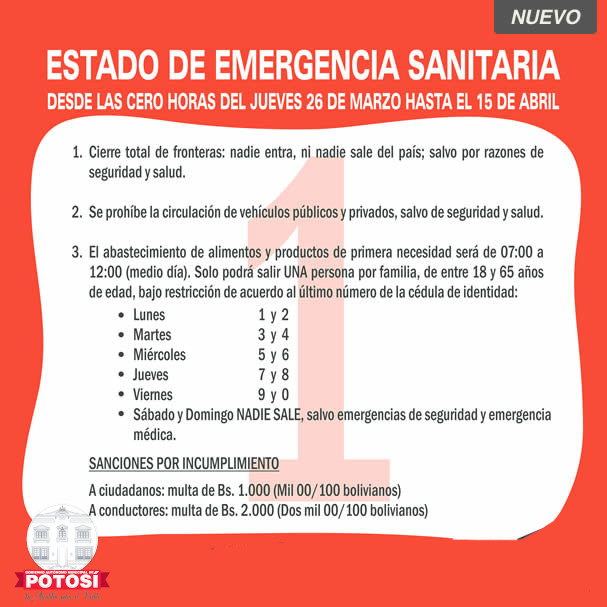 NUEVO
ESTADO DE EMERGENCIA SANITARIA
DESDE LAS CERO HORAS DEL JUEVES 26 DE MARZO HASTA EL 15 DE ABRIL
1
1. Cierre total de fronteras: nadie entra, ni nadie sale del país; salvo por razones de
seguridad y salud.
2. Se prohíbe la circulación de vehículos públicos y privados, salvo de seguridad y salud.
3. El abastecimiento de alimentos y productos de primera necesidad será de 07:00 a
12:00 (medio día). Solo podrá salir UNA persona por familia, de entre 18 y 65 años
de edad, bajo restricción de acuerdo al último número de la cédula de identidad:
• Lunes 1 y 2
• Martes 3 y 4
• Miércoles 5 y 6
• Jueves 7 y 8
• Viernes 9 y 0
• Sábado y Domingo NADIE SALE, salvo emergencias de seguridad y emergencia
médica.
SANCIONES POR INCUMPLIMIENTO
A ciudadanos: multa de Bs. 1.000 (Mil 00/100 bolivianos)
A conductores: multa de Bs. 2.000 (Dos mil 00/100 bolivianos)
GOBIERNO AUTÓNOMO MUNICIPAL DE
POTOSÍ